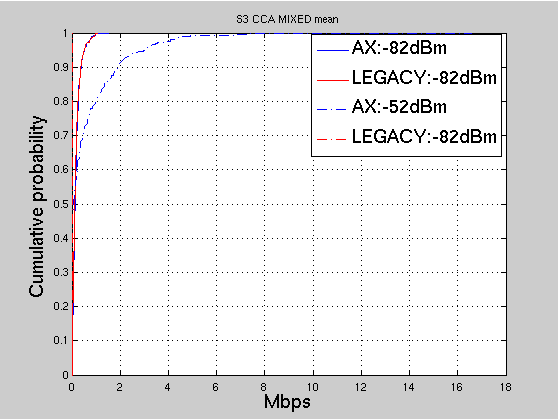 S3 CCA MIXED mean
AX:-82dBm
LEGACY:-82dBm
AX:-52dBm
LEGACY:-82dBm
Cumulative probability
1
0.9
0.8
0.7
0.6
0.5
0.4
0.3
0.2
0.1
0
0 2 4 6 8 10 12 14 16 18
Mbps